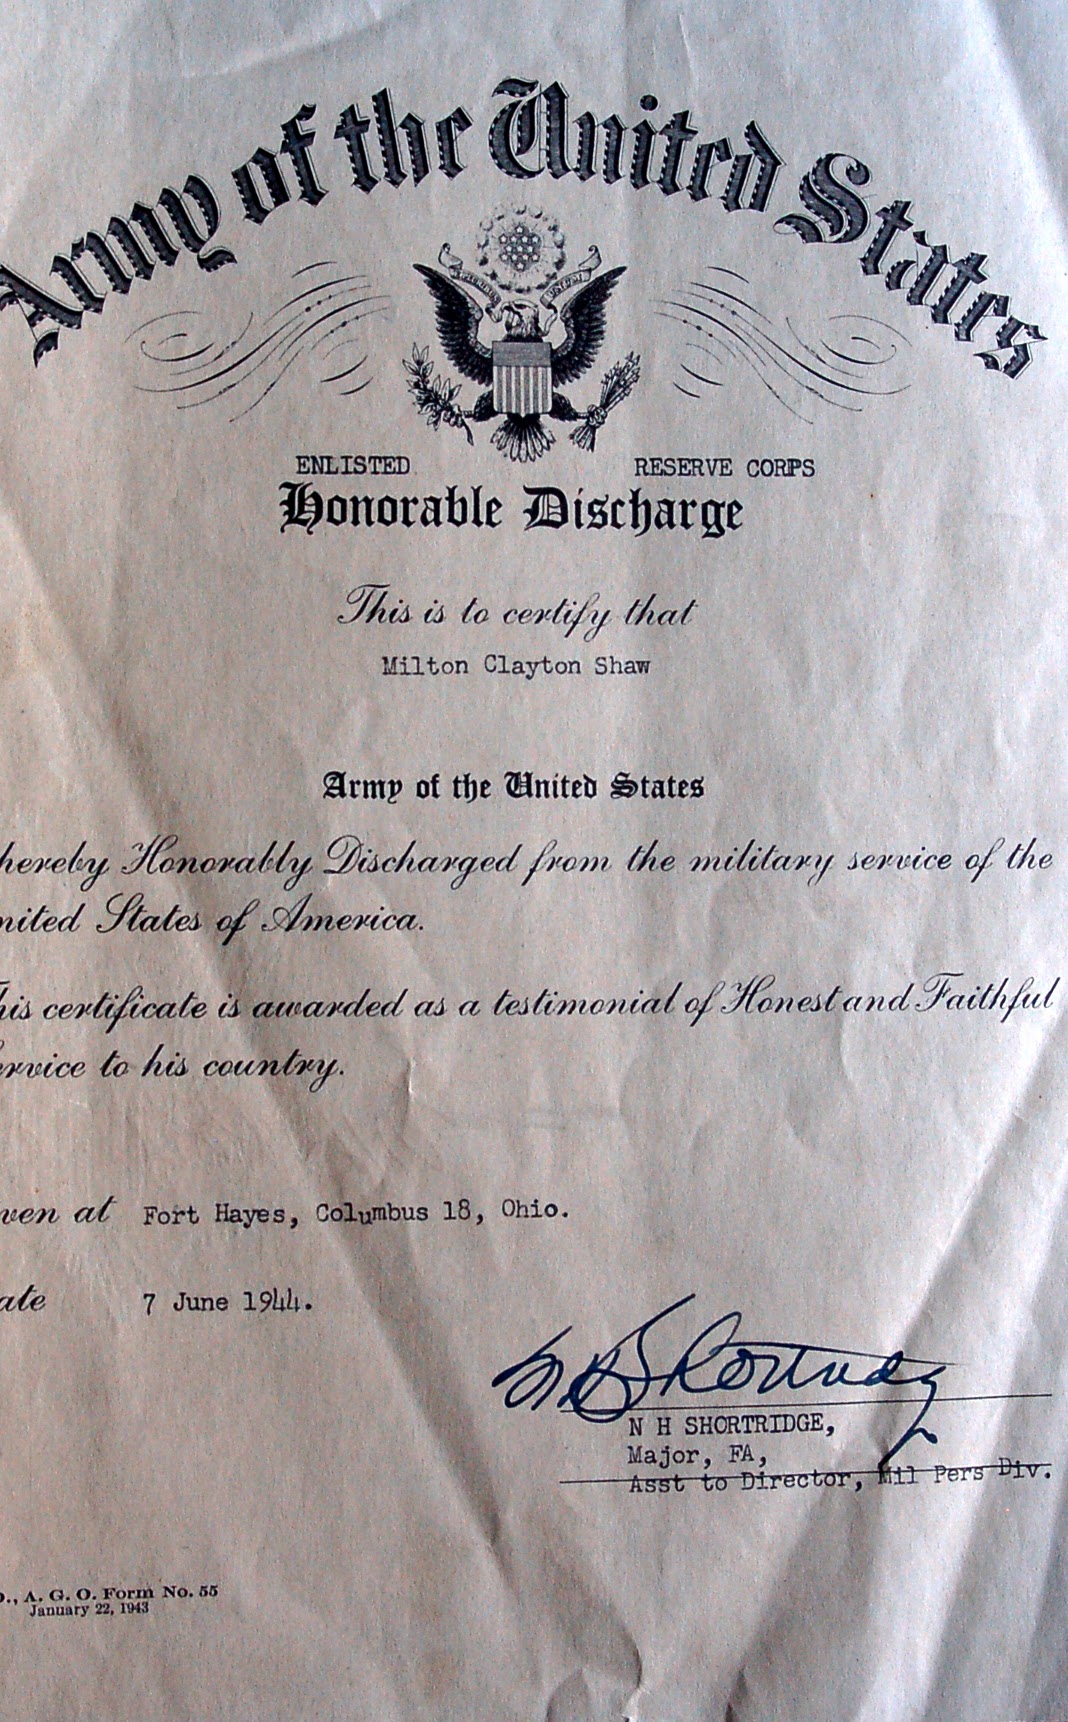 Army of the United States
ENLISTED RESERVE CORPS
Honorable Discharge
This is to certify that
Milton Clayton Shaw
Army of the United States
hereby Honorably Discharged from the military service of the
nited States of America.
his certificate is awarded as a testimonial of Honest and Faithful
ervice to his country.
ven at Fort Hayes, Columbus 18, Ohio.
ate 7 June 1944.
N H SHORTRIDGE,
Major, FA,
Asst to Director, Mil Pers Div.
D., A. G. O. Form No. 55
January 22, 1943